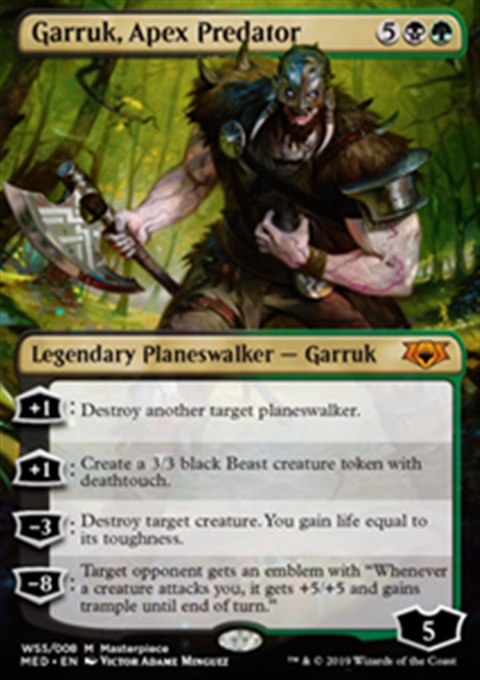 Garruk, Apex Predator 5
Legendary Planeswalker — Garruk
+1 : Destroy another target planeswalker.
+1 : Create a 3/3 black Beast creature token with
deathtouch.
-3 : Destroy target creature. You gain life equal to
its toughness.
-8 : Target opponent gets an emblem with “Whenever
a creature attacks you, it gets +5/+5 and gains
trample until end of turn.”
5
WS5/008 M Masterpiece
MED • EN Victor Adame Minguez
™ & © 2019 Wizards of the Coast